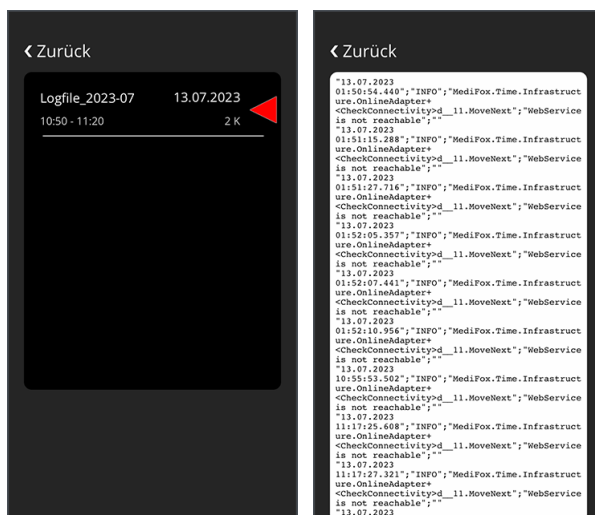 Zurück
Logfile_2023-07 13.07.2023
10:50 - 11:20 2 K
Zurück
"13.07.2023
01:50:54.440";"INFO";"MediFox.Time.Infrastruct
ure.OnlineAdapter+
<CheckConnectivity>d__11.MoveNext";"WebService
is not reachable";""
"13.07.2023
01:51:15.288";"INFO";"MediFox.Time.Infrastruct
ure.OnlineAdapter+
<CheckConnectivity>d__11.MoveNext";"WebService
is not reachable";""
"13.07.2023
01:51:27.716";"INFO";"MediFox.Time.Infrastruct
ure.OnlineAdapter+
<CheckConnectivity>d__11.MoveNext";"WebService
is not reachable";""
"13.07.2023
01:52:05.357";"INFO";"MediFox.Time.Infrastruct
ure.OnlineAdapter+
<CheckConnectivity>d__11.MoveNext";"WebService
is not reachable";""
"13.07.2023
01:52:07.441";"INFO";"MediFox.Time.Infrastruct
ure.OnlineAdapter+
<CheckConnectivity>d__11.MoveNext";"WebService
is not reachable";""
"13.07.2023
01:52:10.956";"INFO";"MediFox.Time.Infrastruct
ure.OnlineAdapter+
<CheckConnectivity>d__11.MoveNext";"WebService
is not reachable";""
"13.07.2023
10:55:53.502";"INFO";"MediFox.Time.Infrastruct
ure.OnlineAdapter+
<CheckConnectivity>d__11.MoveNext";"WebService
is not reachable";""
"13.07.2023
11:17:25.608";"INFO";"MediFox.Time.Infrastruct
ure.OnlineAdapter+
<CheckConnectivity>d__11.MoveNext";"WebService
is not reachable";""
"13.07.2023
11:17:27.321";"INFO";"MediFox.Time.Infrastruct
ure.OnlineAdapter+
<CheckConnectivity>d__11.MoveNext";"WebService
is not reachable";""
"13.07.2023